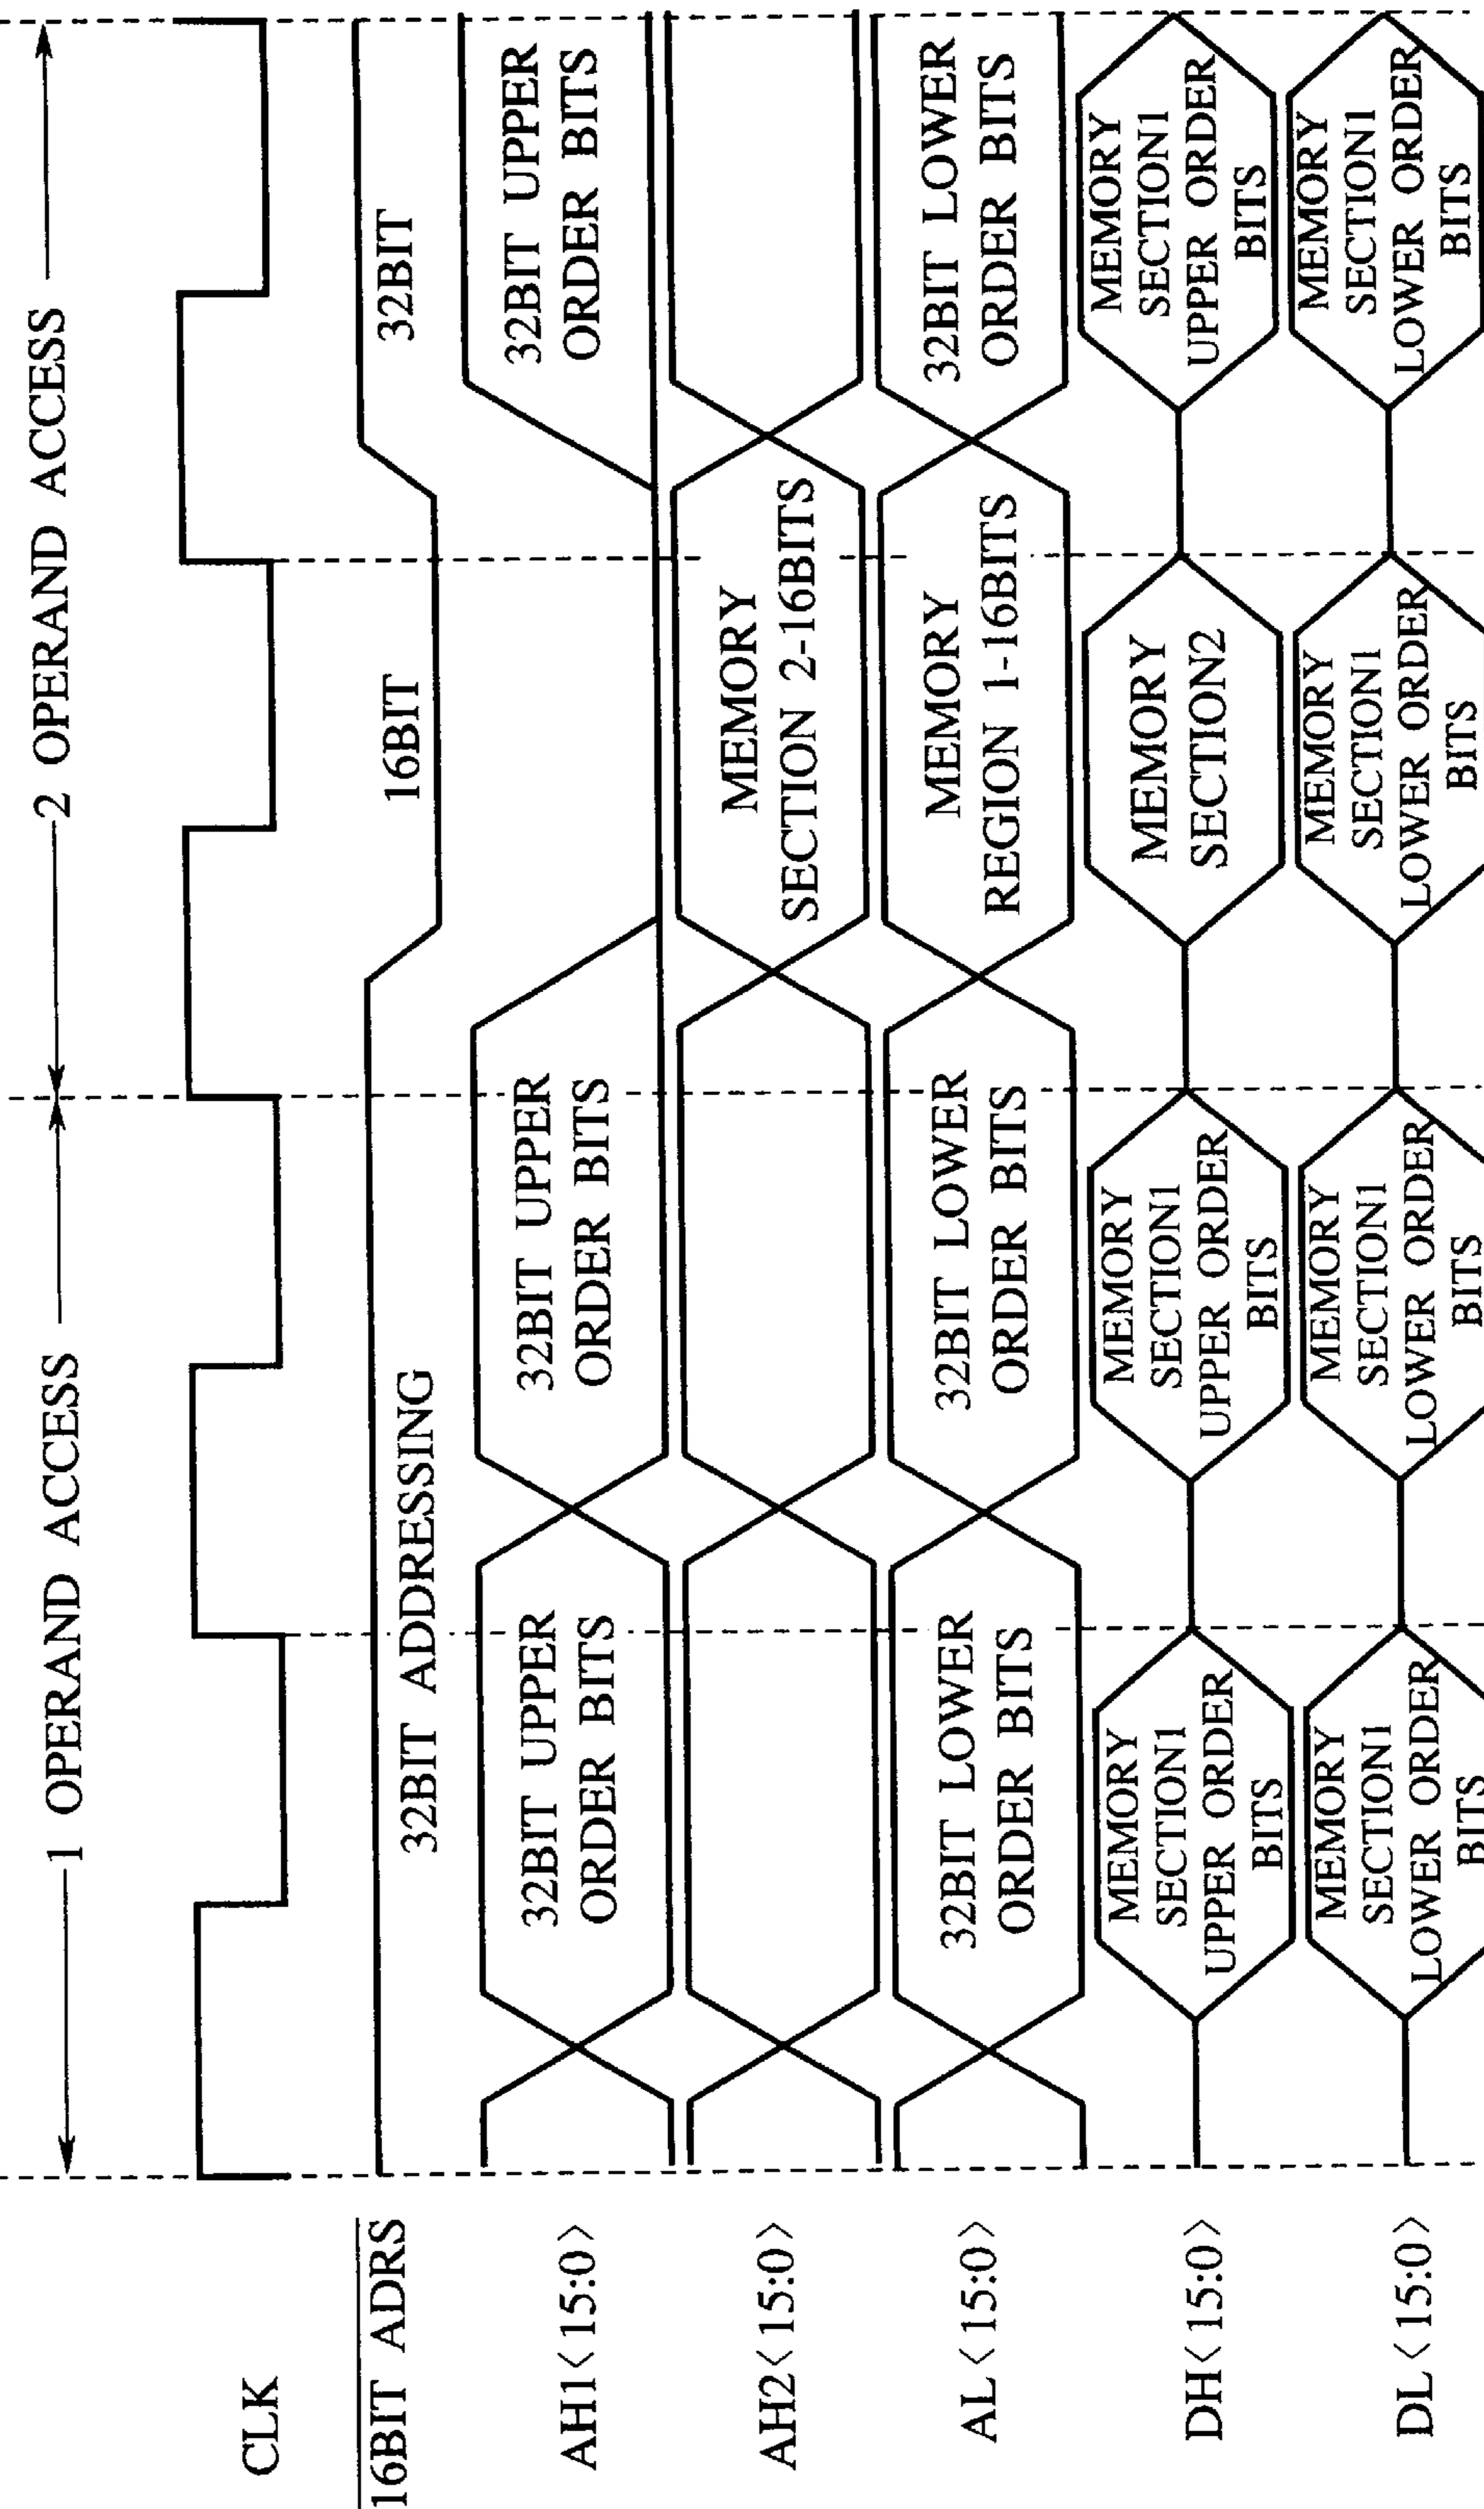 1 OPERAND ACCESS
2 OPERAND ACCESS
CLK
16BIT ADRS
32BIT ADDRESSING
16BIT
32BIT
AH1<15:0>
32BIT UPPER
ORDER BITS
32BIT UPPER
ORDER BITS
32BIT UPPER
ORDER BITS
AH2<15:0>
MEMORY
SECTION 2-16BITS
AL<15:0>
32BIT LOWER
ORDER BITS
32BIT LOWER
ORDER BITS
MEMORY
REGION 1-16BITS
32BIT LOWER
ORDER BITS
DH<15:0>
MEMORY
SECTION1
UPPER ORDER
BITS
MEMORY
SECTION1
UPPER ORDER
BITS
MEMORY
SECTION2
MEMORY
SECTION1
UPPER ORDER
BITS
DL<15:0>
MEMORY
SECTION1
LOWER ORDER
BITS
MEMORY
SECTION1
LOWER ORDER
BITS
MEMORY
SECTION1
LOWER ORDER
BITS
MEMORY
SECTION1
LOWER ORDER
BITS